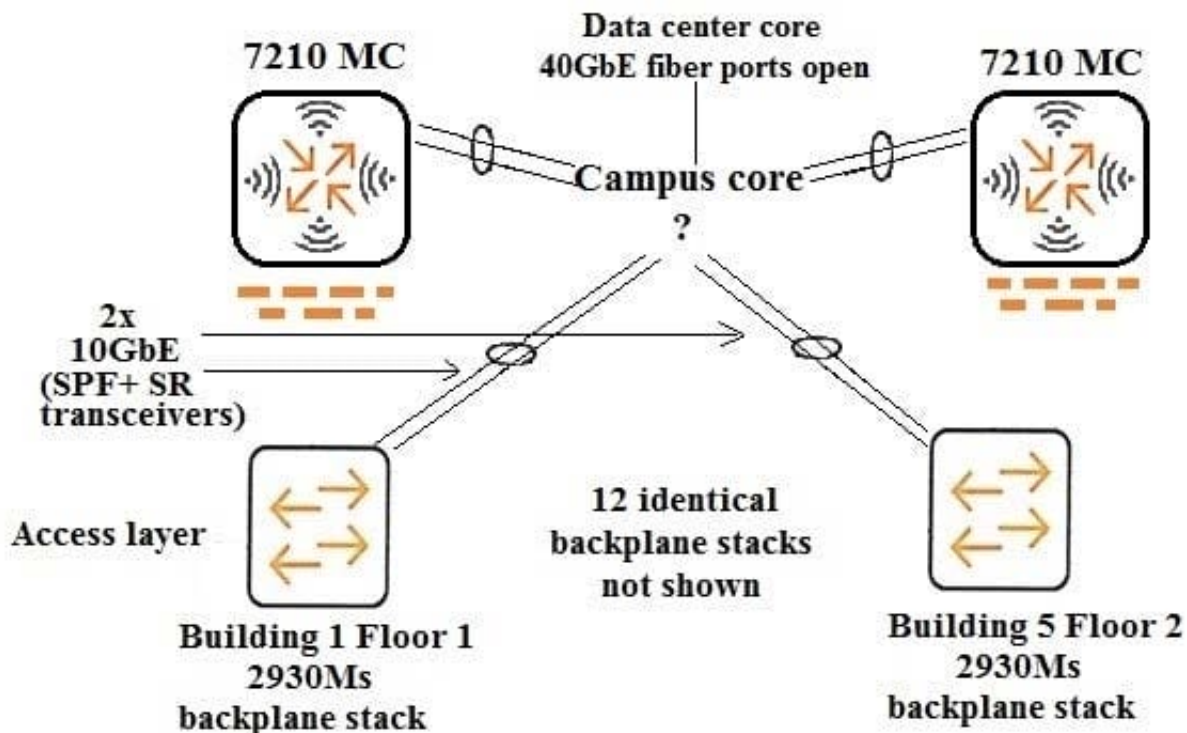 Data center core
40GbE fiber ports open
7210 MC
7210 MC
Campus core
?
2x
10GbE
(SPF+ SR
transceivers)
Access layer
12 identical
backplane stacks
not shown
Building 1 Floor 1
2930Ms
backplane stack
Building 5 Floor 2
2930Ms
backplane stack